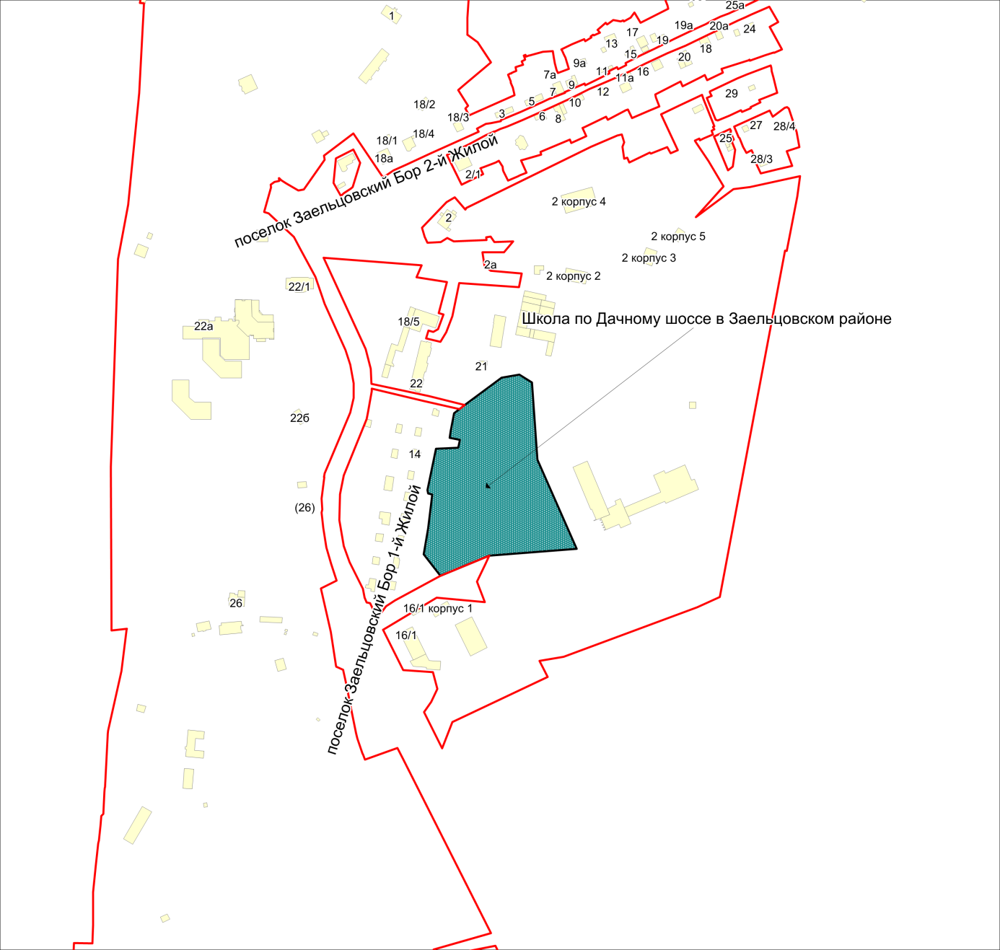 25а
1
19а
20а
24
17
19
13
18
15
20
9а
11
16
7а
11а
9
7
12
29
5
10
18/2
3
6
8
18/3
27
28/4
18/1
18/4
25
18а
28/3
2/1
поселок Заельцовский Бор 2-й Жилой
2 корпус 4
2
2 корпус 5
2 корпус 3
2а
2 корпус 2
22/1
Школа по Дачному шоссе в Заельцовском районе
18/5
22а
21
22
22б
14
(26)
поселок Заельцовский Бор 1-й Жилой
26
16/1 корпус 1
16/1